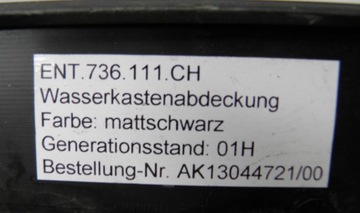 ENT.736.111.CH
Wasserkastenabdeckung
Farbe: mattschwarz
Generationsstand: 01H
Bestellung-Nr. AK13044721/00